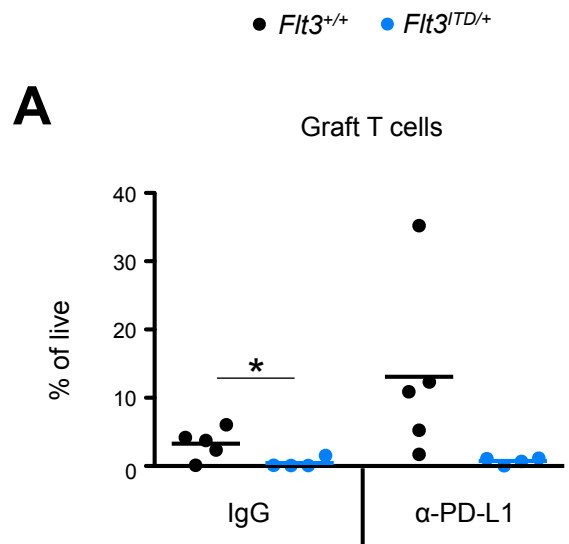 ● Flt3+/+ ● Flt3ITD/+
A
Graft T cells
% of live
40
30
20
10
0
*
IgG α-PD-L1